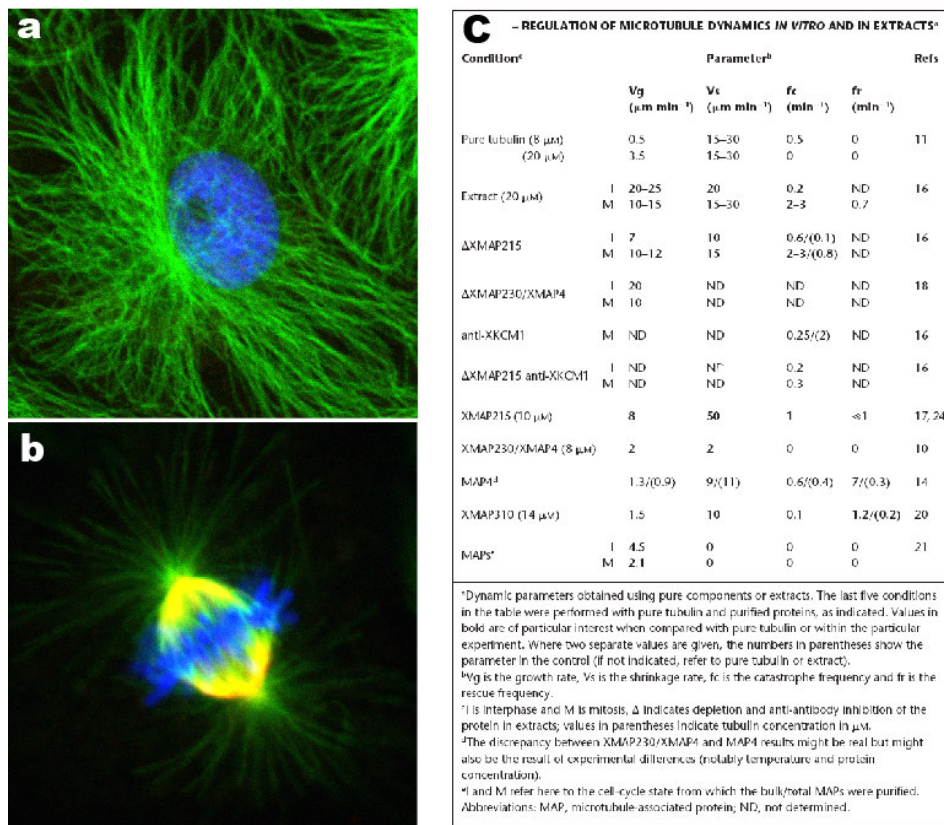 a
b
C
– REGULATION OF MICROTUBULE DYNAMICS IN VITRO AND IN EXTRACTSᵃ
Conditionᶜ Parameterᵇ Refs
Vg Vs fc fr
(μm min⁻¹) (μm min⁻¹) (min⁻¹) (min⁻¹)
Pure tubulin (8 μM) 0.5 15–30 0.5 0 11
(20 μM) 3.5 15–30 0 0
Extract (20 μM) I 20–25 20 0.2 ND 16
M 10–15 15–30 2–3 0.7
ΔXMAP215 I 7 10 0.6/(0.1) ND 16
M 10–12 15 2–3/(0.8) ND
ΔXMAP230/XMAP4 I 20 ND ND ND 18
M 10 ND ND ND
anti-XKCM1 M ND ND 0.25/(2) ND 16
ΔXMAP215 anti-XKCM1 I ND ND 0.2 ND 16
M ND ND 0.3 ND
XMAP215 (10 μM) 8 50 1 ≪1 17, 24
XMAP230/XMAP4 (8 μM) 2 2 0 0 10
MAP4ᵈ 1.3/(0.9) 9/(11) 0.6/(0.4) 7/(0.3) 14
XMAP310 (14 μM) 1.5 10 0.1 1.2/(0.2) 20
MAPsᵉ I 4.5 0 0 0 21
M 2.1 0 0 0
ᵃDynamic parameters obtained using pure components or extracts. The last five conditions
in the table were performed with pure tubulin and purified proteins, as indicated. Values in
bold are of particular interest when compared with pure tubulin or within the particular
experiment. Where two separate values are given, the numbers in parentheses show the
parameter in the control (if not indicated, refer to pure tubulin or extract).
ᵇVg is the growth rate, Vs is the shrinkage rate, fc is the catastrophe frequency and fr is the
rescue frequency.
ᶜI is interphase and M is mitosis, Δ indicates depletion and anti-antibody inhibition of the
protein in extracts; values in parentheses indicate tubulin concentration in μM.
ᵈThe discrepancy between XMAP230/XMAP4 and MAP4 results might be real but might
also be the result of experimental differences (notably temperature and protein
concentration).
ᵉI and M refer here to the cell-cycle state from which the bulk/total MAPs were purified.
Abbreviations: MAP, microtubule-associated protein; ND, not determined.